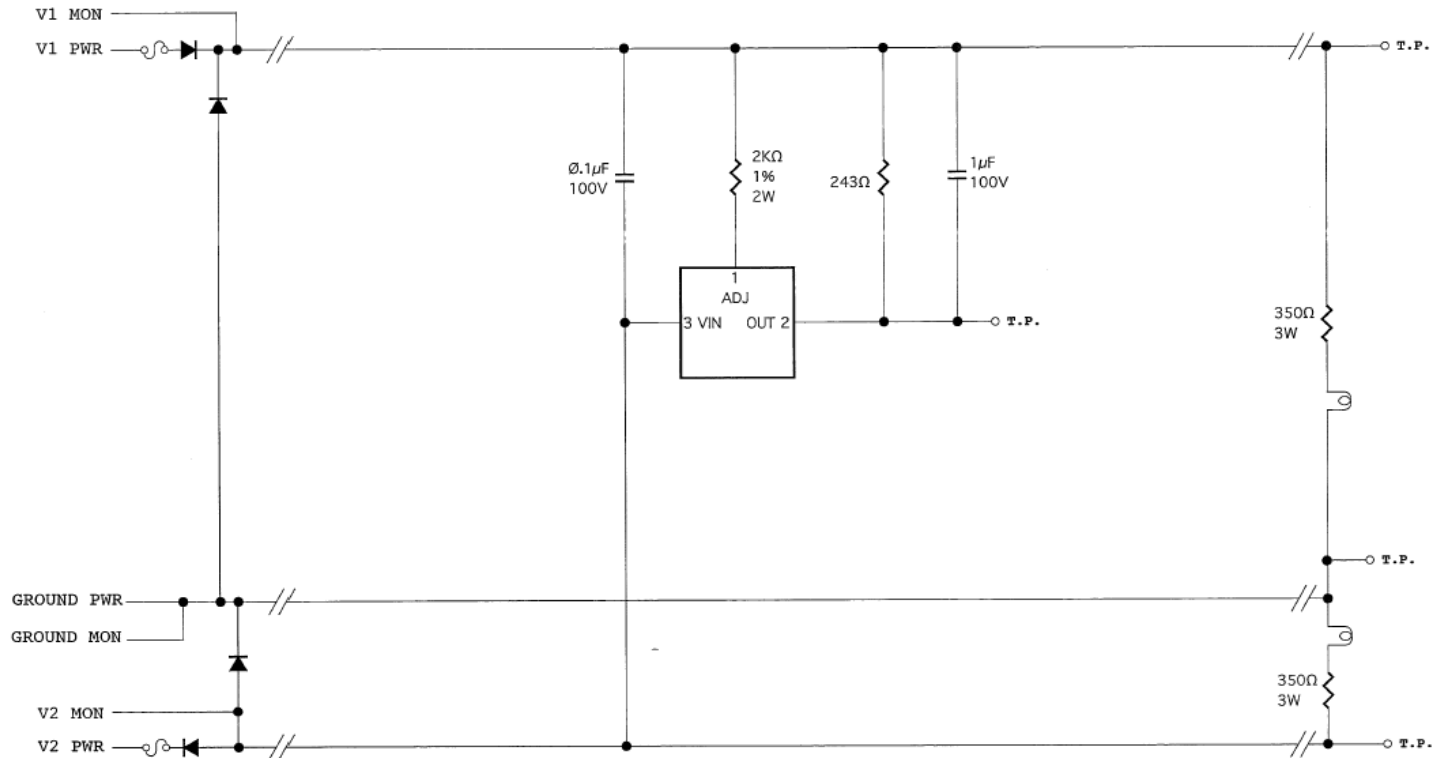 V1 MON
V1 PWR
T.P.
Ø.1µF
100V
2KΩ
1%
2W
243Ω
1µF
100V
1
ADJ
3 VIN OUT 2
T.P.
350Ω
3W
T.P.
GROUND PWR
GROUND MON
350Ω
3W
V2 MON
V2 PWR
T.P.